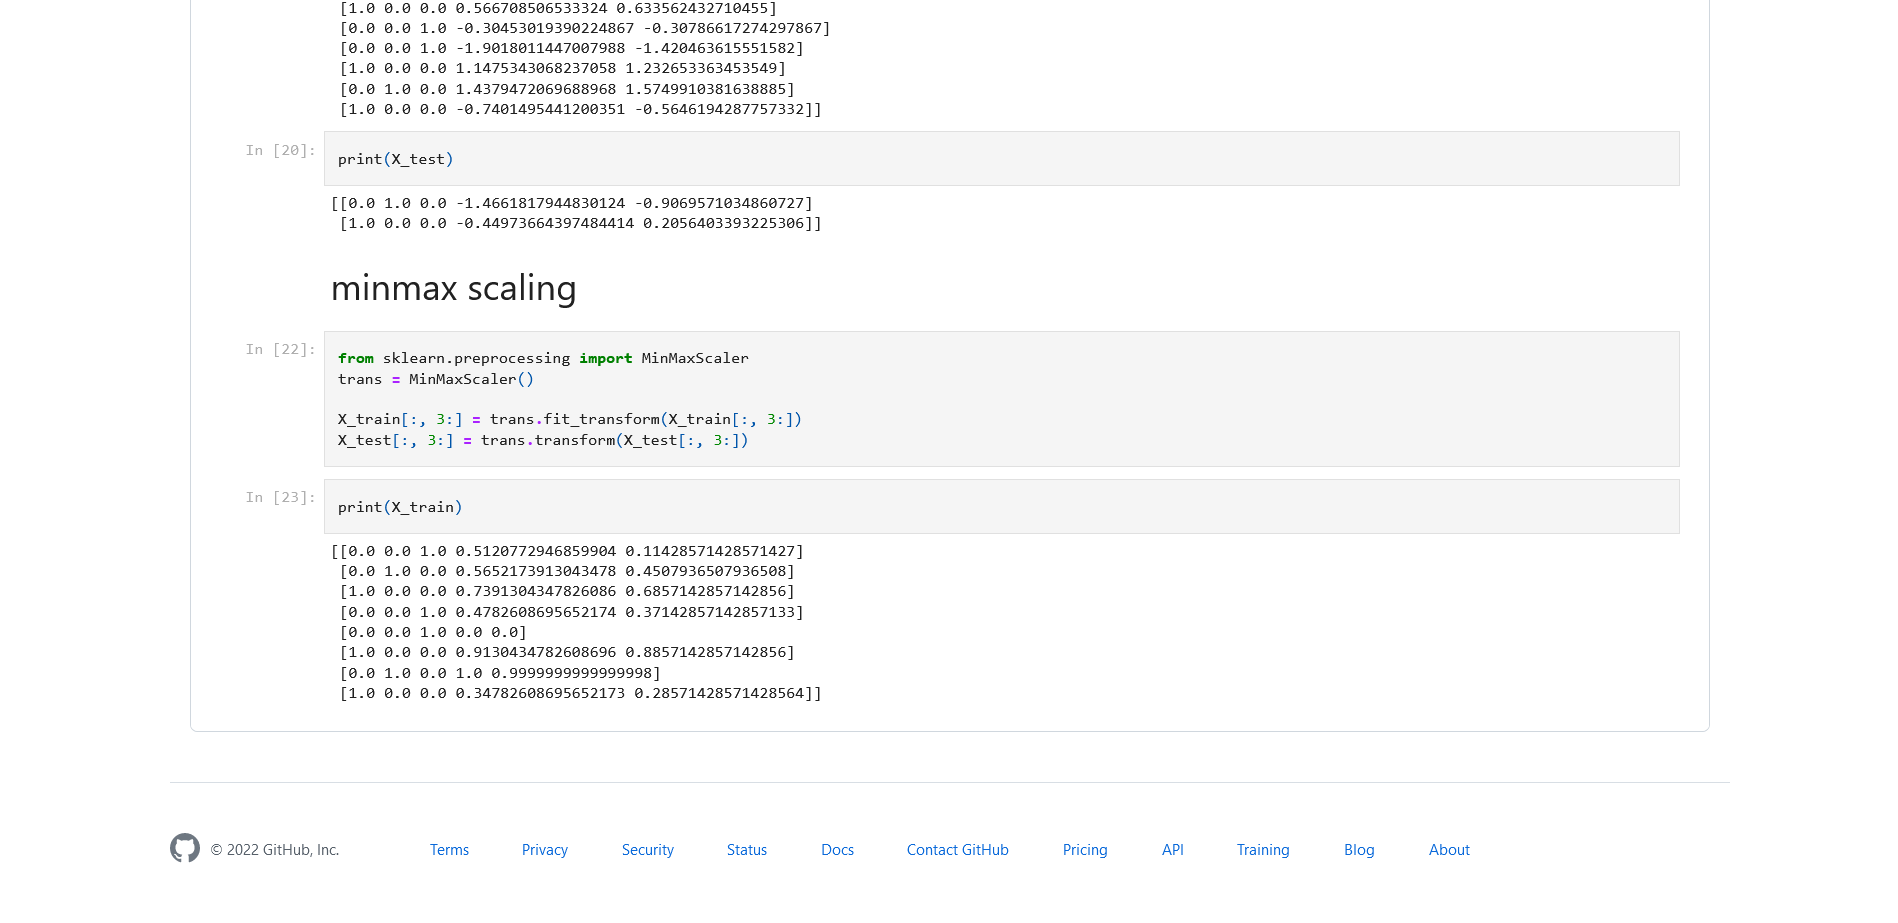 [1.0 0.0 0.0 0.566708506533324 0.633562432710455]
[0.0 0.0 1.0 -0.30453019390224867 -0.30786617274297867]
[0.0 0.0 1.0 -1.9018011447007988 -1.420463615551582]
[1.0 0.0 0.0 1.1475343068237058 1.232653363453549]
[0.0 1.0 0.0 1.4379472069688968 1.5749910381638885]
[1.0 0.0 0.0 -0.7401495441200351 -0.5646194287757332]]
In [20]: print(X_test)
[[0.0 1.0 0.0 -1.4661817944830124 -0.9069571034860727]
[1.0 0.0 0.0 -0.44973664397484414 0.2056403393225306]]
minmax scaling
In [22]: from sklearn.preprocessing import MinMaxScaler
trans = MinMaxScaler()
X_train[:, 3:] = trans.fit_transform(X_train[:, 3:])
X_test[:, 3:] = trans.transform(X_test[:, 3:])
In [23]: print(X_train)
[[0.0 0.0 1.0 0.5120772946859904 0.11428571428571427]
[0.0 1.0 0.0 0.5652173913043478 0.4507936507936508]
[1.0 0.0 0.0 0.7391304347826086 0.6857142857142856]
[0.0 0.0 1.0 0.4782608695652174 0.37142857142857133]
[0.0 0.0 1.0 0.0 0.0]
[1.0 0.0 0.0 0.9130434782608696 0.8857142857142856]
[0.0 1.0 0.0 1.0 0.9999999999999998]
[1.0 0.0 0.0 0.34782608695652173 0.28571428571428564]]
© 2022 GitHub, Inc. Terms Privacy Security Status Docs Contact GitHub Pricing API Training Blog About